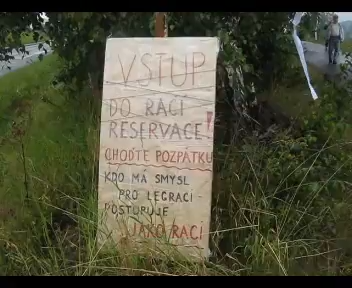 VSTUP
DO RAČÍ
RESERVACE!
CHOĎTE POZPÁTKU
KDO MÁ SMYSL
PRO LEGRACI -
POSTUPUJE
JAKO RACI